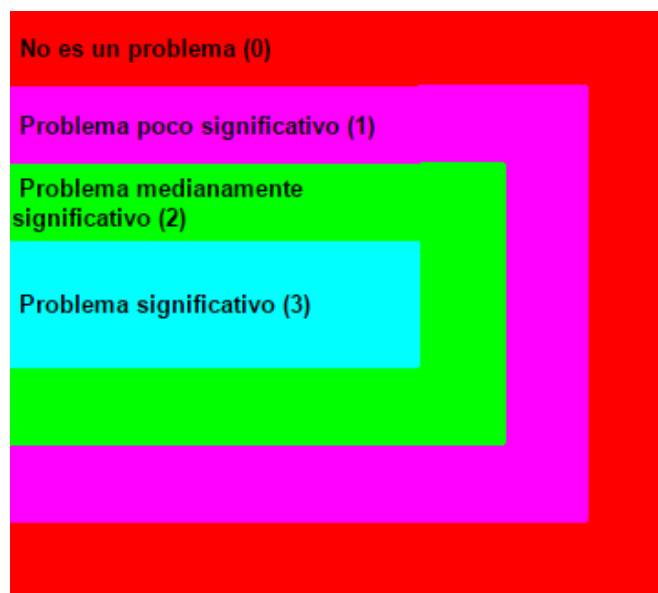 No es un problema (0)
Problema poco significativo (1)
Problema medianamente
significativo (2)
Problema significativo (3)